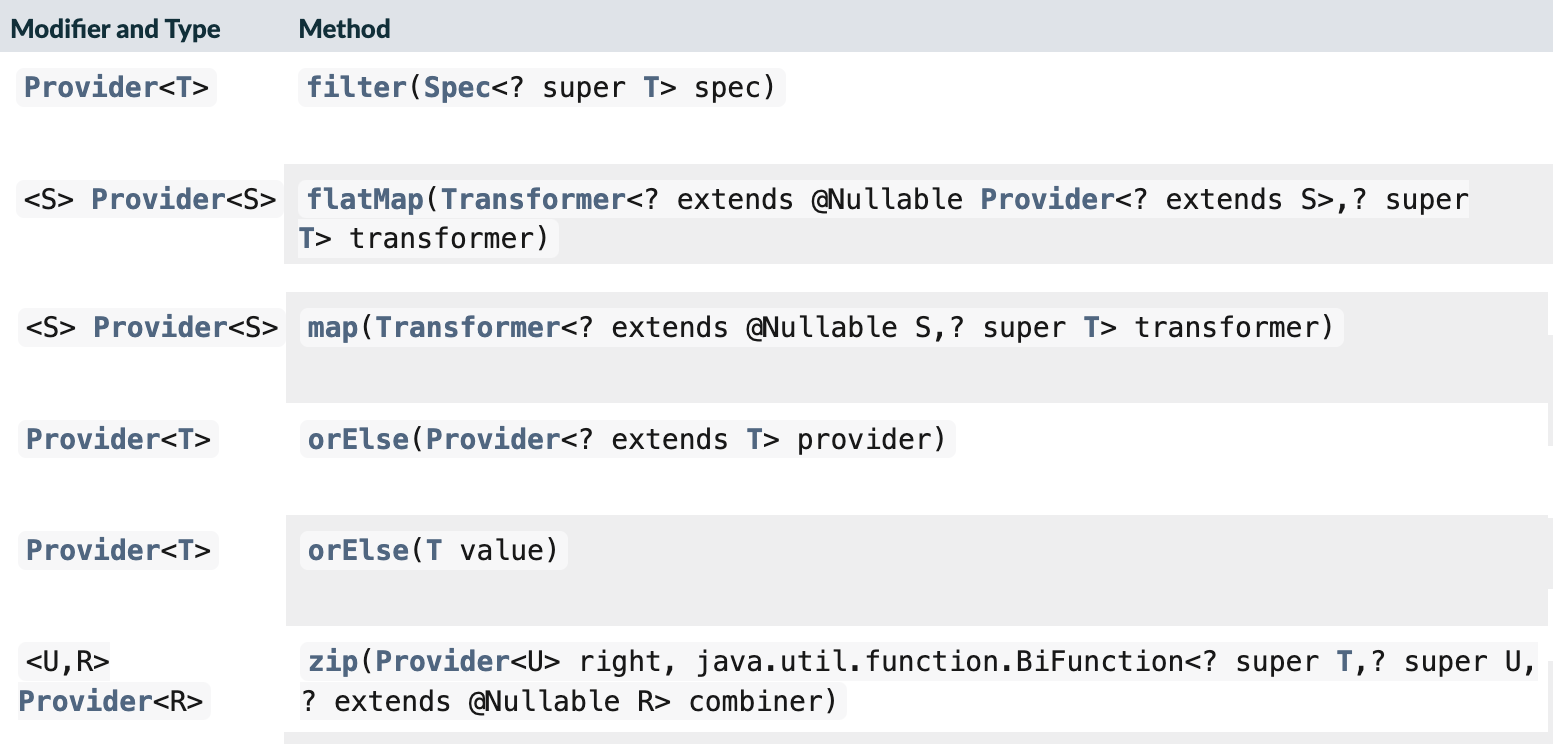 Modifier and Type Method
Provider<T> filter(Spec<? super T> spec)
<S> Provider<S> flatMap(Transformer<? extends @Nullable Provider<? extends S>,? super
T> transformer)
<S> Provider<S> map(Transformer<? extends @Nullable S,? super T> transformer)
Provider<T> orElse(Provider<? extends T> provider)
Provider<T> orElse(T value)
<U,R> zip(Provider<U> right, java.util.function.BiFunction<? super T,? super U,
Provider<R> ? extends @Nullable R> combiner)